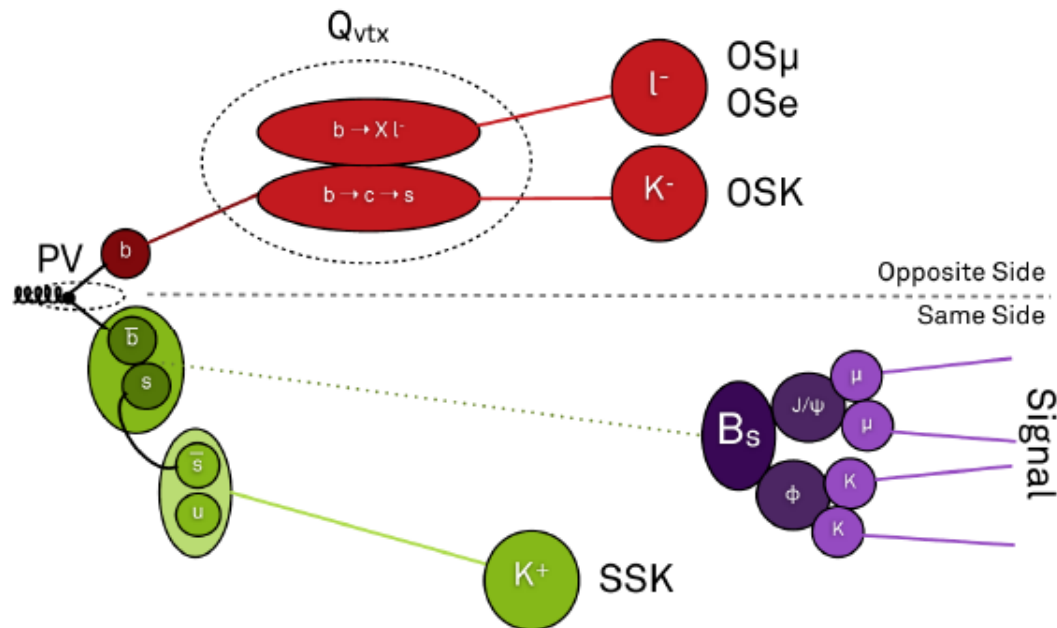 Qvtx
b → X l⁻
l⁻
OSμ
OSe
b → c → s
K⁻
OSK
b
PV
Opposite Side
Same Side
b̅
s
s̅
u
K⁺
SSK
Bs
J/ψ
μ
μ
ϕ
K
K
Signal